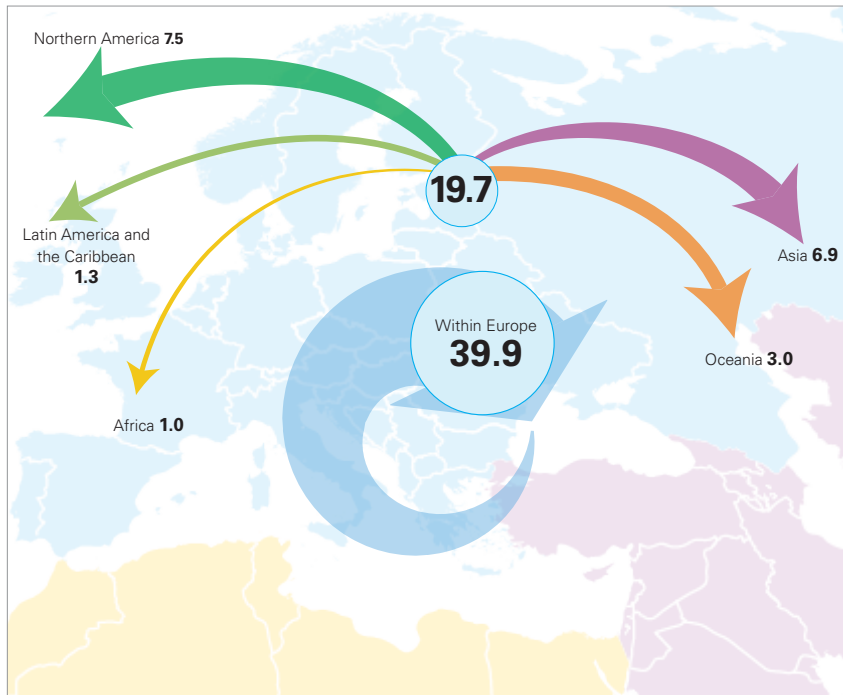 Northern America 7.5
19.7
Latin America and
the Caribbean
1.3
Asia 6.9
Within Europe
39.9
Oceania 3.0
Africa 1.0